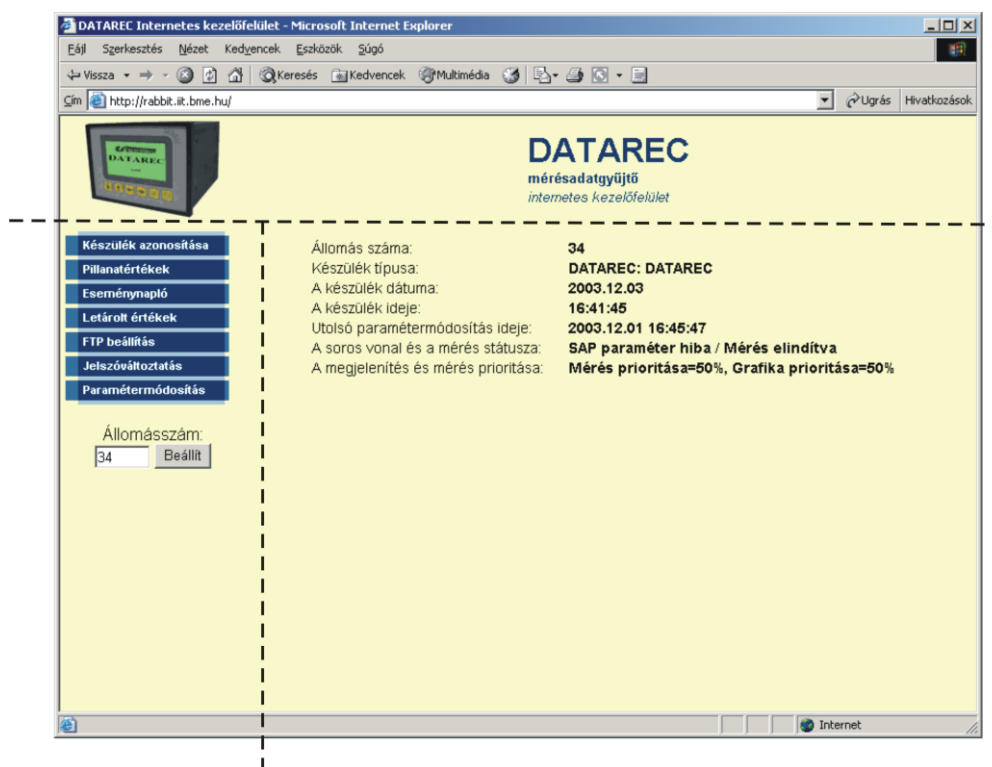 DATAREC Internetes kezelőfelület - Microsoft Internet Explorer
Fájl Szerkesztés Nézet Kedvencek Eszközök Súgó
Vissza Keresés Kedvencek Multimédia
Cím http://rabbit.iit.bme.hu/ Ugrás Hivatkozások
DATAREC
DATAREC
mérésadatgyűjtő
internetes kezelőfelület
Készülék azonosítása
Pillanatértékek
Eseménynapló
Letárolt értékek
FTP beállítás
Jelszóváltoztatás
Paramétermódosítás
Állomásszám:
34 Beállít
Állomás száma: 34
Készülék típusa: DATAREC: DATAREC
A készülék dátuma: 2003.12.03
A készülék ideje: 16:41:45
Utolsó paramétermódosítás ideje: 2003.12.01 16:45:47
A soros vonal és a mérés státusza: SAP paraméter hiba / Mérés elindítva
A megjelenítés és mérés prioritása: Mérés prioritása=50%, Grafika prioritása=50%
Internet